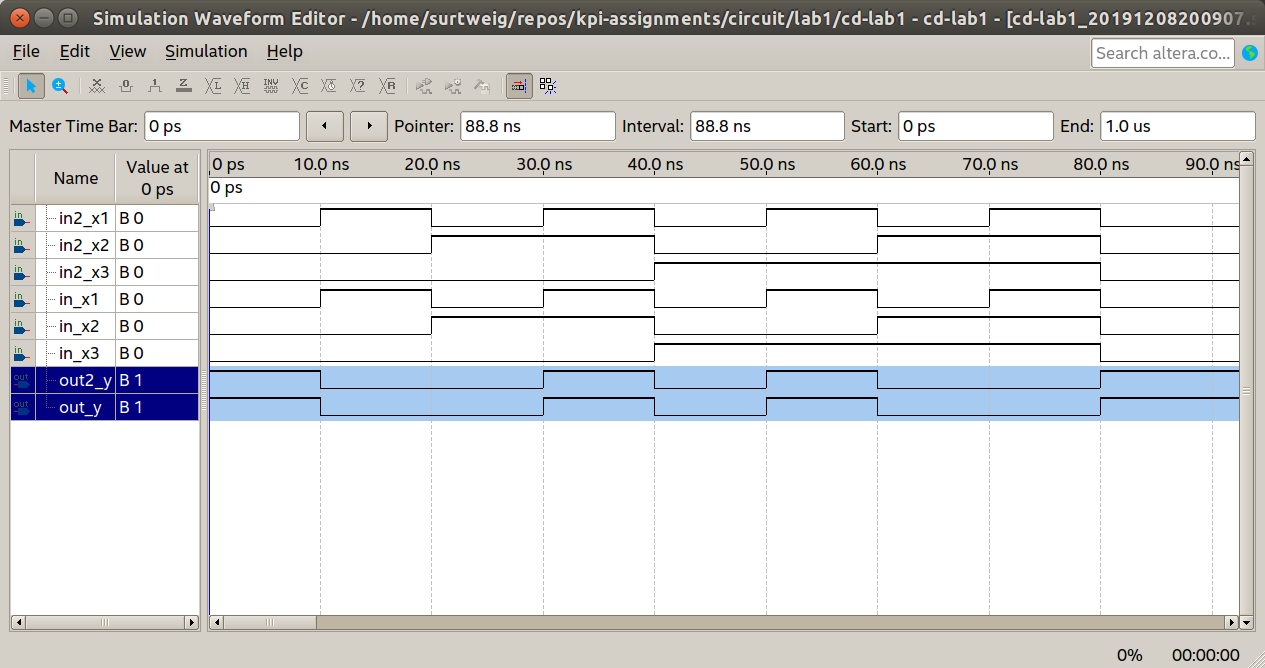 Simulation Waveform Editor - /home/surtweig/repos/kpi-assignments/circuit/lab1/cd-lab1 - cd-lab1 - [cd-lab1_20191208200907.s
File Edit View Simulation Help Search altera.co...
Master Time Bar: 0 ps Pointer: 88.8 ns Interval: 88.8 ns Start: 0 ps End: 1.0 us
Name Value at 0 ps 0 ps 10.0 ns 20.0 ns 30.0 ns 40.0 ns 50.0 ns 60.0 ns 70.0 ns 80.0 ns 90.0 ns
0 ps
in in2_x1 B 0
in in2_x2 B 0
in in2_x3 B 0
in in_x1 B 0
in in_x2 B 0
in in_x3 B 0
out out2_y B 1
out out_y B 1
0% 00:00:00